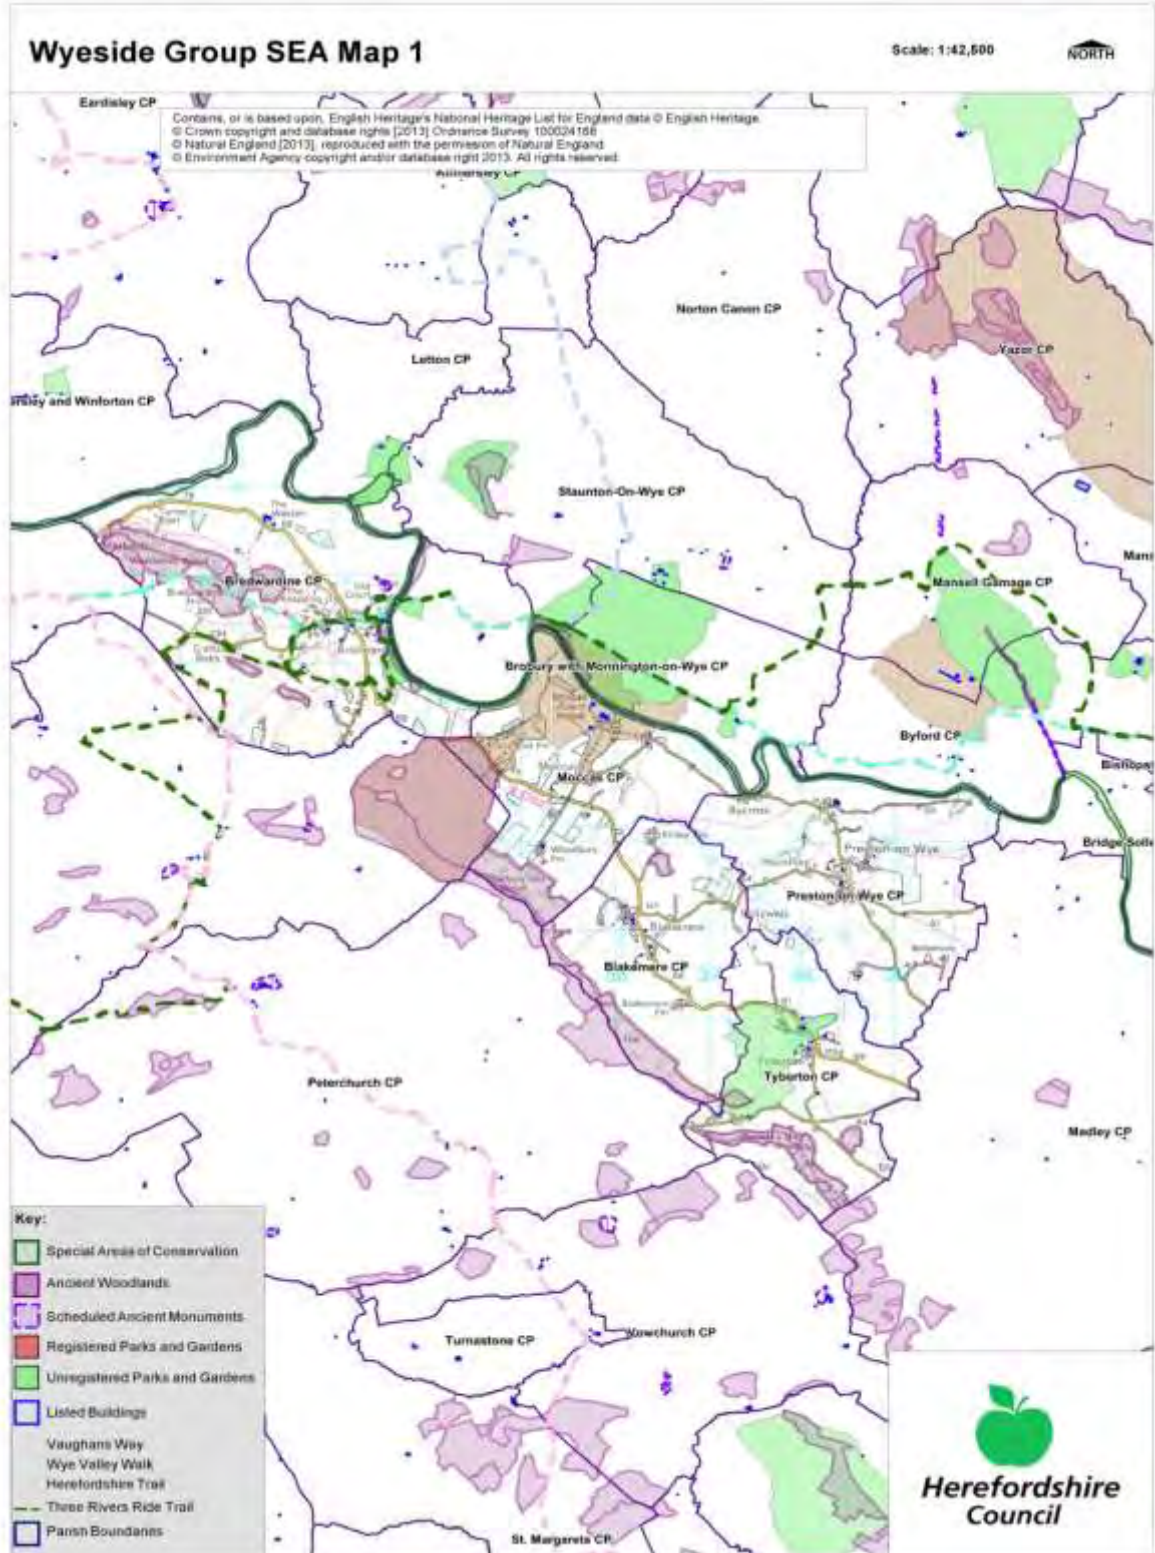 Wyeside Group SEA Map 1
Scale: 1:42,500
NORTH
Eardisley CP
Contains, or is based upon, English Heritage's National Heritage List for England data © English Heritage.
© Crown copyright and database rights [2013] Ordnance Survey 100024168
© Natural England [2013], reproduced with the permission of Natural England
© Environment Agency copyright and/or database right 2013. All rights reserved.
Norton Canon CP
Letton CP
Yazor CP
and Winforton CP
Staunton-On-Wye CP
Bredwardine CP
Mansell Gamage CP
Brobury with Monnington-on-Wye CP
Byford CP
Moccas CP
Bridge
Preston-on-Wye
Preston-on-Wye CP
Blakemere
Blakemere CP
Tyberton CP
Peterchurch CP
Madley CP
Turnastone CP
Vowchurch CP
St. Margarets CP
Key:
Special Areas of Conservation
Ancient Woodlands
Scheduled Ancient Monuments
Registered Parks and Gardens
Unregistered Parks and Gardens
Listed Buildings
Vaughans Way
Wye Valley Walk
Herefordshire Trail
Three Rivers Ride Trail
Parish Boundaries
Herefordshire
Council